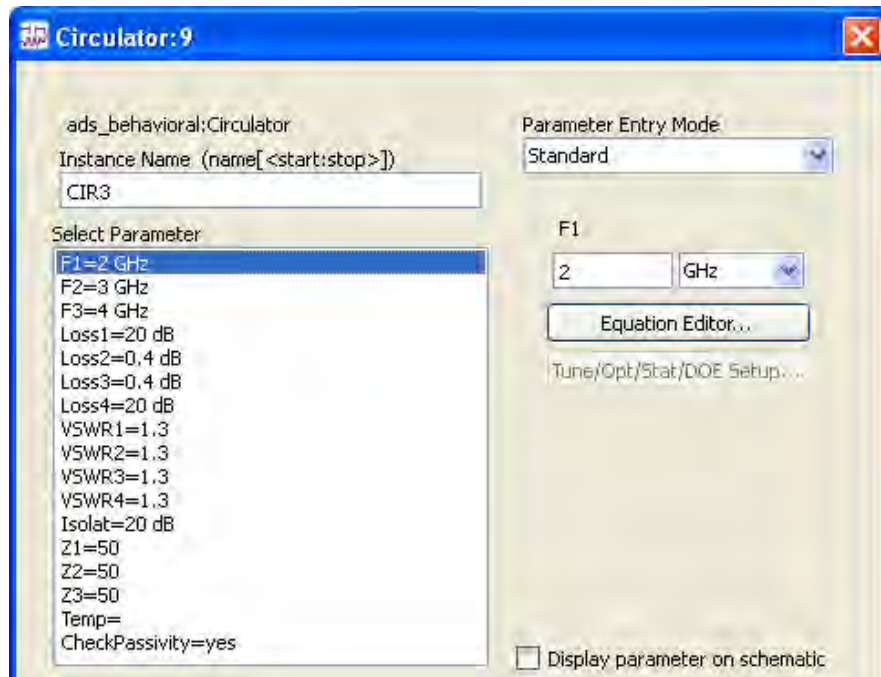 Circulator:9
ads_behavioral:Circulator
Instance Name (name[<start:stop>])
CIR3
Select Parameter
F1=2 GHz
F2=3 GHz
F3=4 GHz
Loss1=20 dB
Loss2=0.4 dB
Loss3=0.4 dB
Loss4=20 dB
VSWR1=1.3
VSWR2=1.3
VSWR3=1.3
VSWR4=1.3
Isolat=20 dB
Z1=50
Z2=50
Z3=50
Temp=
CheckPassivity=yes
Parameter Entry Mode
Standard
F1
2 GHz
Equation Editor...
Tune/Opt/Stat/DOE Setup...
Display parameter on schematic